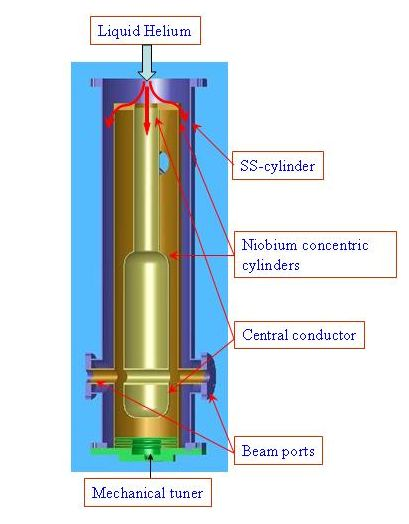 Liquid Helium
SS-cylinder
Niobium concentric
cylinders
Central conductor
Beam ports
Mechanical tuner